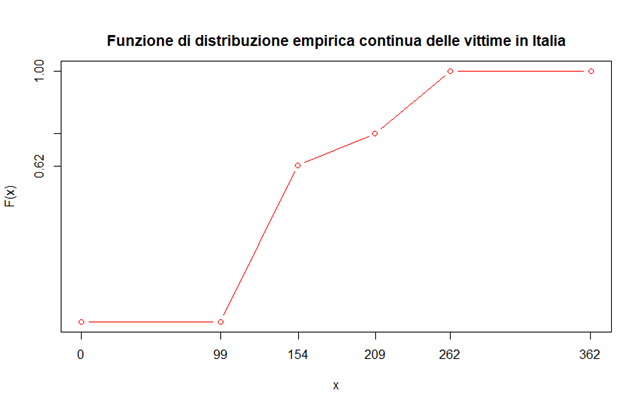 Funzione di distribuzione empirica continua delle vittime in Italia
1.00
0.62
F(x)
0 99 154 209 262 362
x